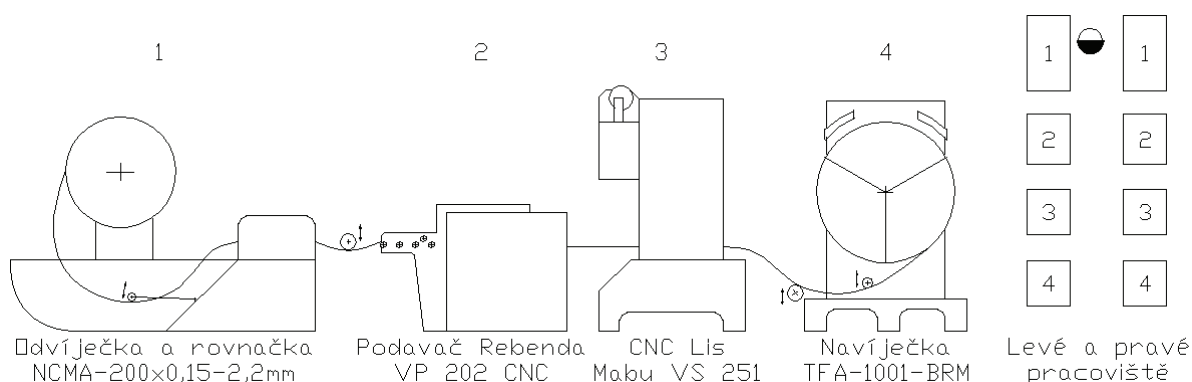 1
2
3
4
1
1
2
2
3
3
4
4
Odvíječka a rovnačka
NCMA-200x0,15-2,2mm
Podavač Rebenda
VP 202 CNC
CNC Lis
Mabu VS 251
Navíječka
TFA-1001-BRM
Levé a pravé
pracoviště